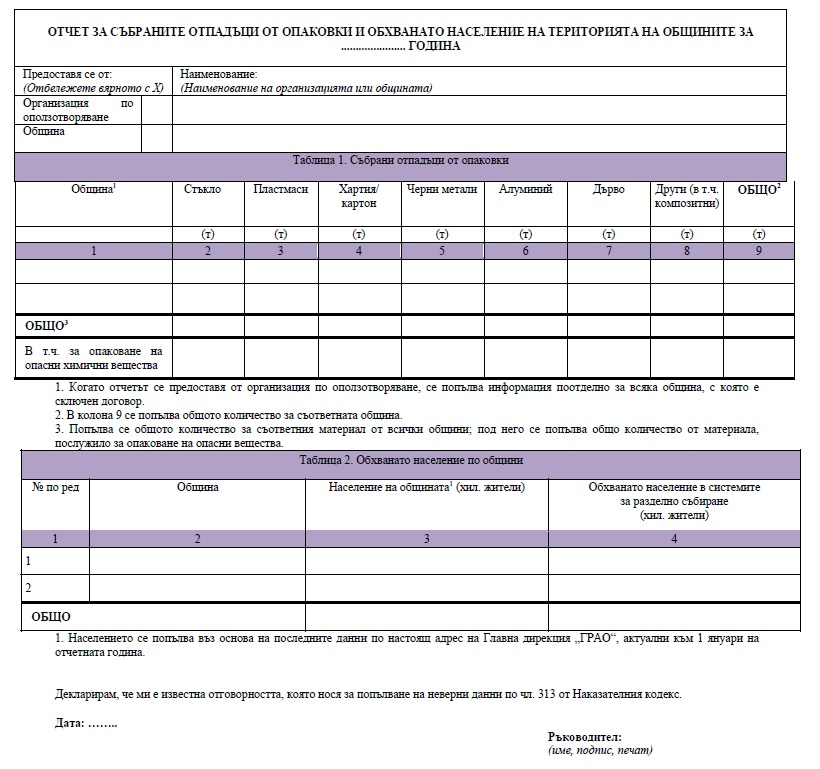 ОТЧЕТ ЗА СЪБРАНИТЕ ОТПАДЪЦИ ОТ ОПАКОВКИ И ОБХВАНАТО НАСЕЛЕНИЕ НА ТЕРИТОРИЯТА НА ОБЩИНИТЕ ЗА
...................... ГОДИНА
Предоставя се от:
(Отбележете вярното с X)
Наименование:
(Наименование на организацията или общината)
Организация по
оползотворяване
Община
Таблица 1. Събрани отпадъци от опаковки
Община1 Стъкло Пластмаси Хартия/ Черни метали Алуминий Дърво Други (в т.ч. ОБЩО2
картон композитни)
(т) (т) (т) (т) (т) (т) (т) (т)
1 2 3 4 5 6 7 8 9
ОБЩО3
В т.ч. за опаковане на
опасни химични вещества
1. Когато отчетът се предоставя от организация по оползотворяване, се попълва информация поотделно за всяка община, с която е
сключен договор.
2. В колона 9 се попълва общото количество за съответната община.
3. Попълва се общото количество за съответния материал от всички общини; под него се попълва общо количество от материала,
послужило за опаковане на опасни вещества.
Таблица 2. Обхванато население по общини
№ по ред Община Население на общината1 (хил. жители) Обхванато население в системите
за разделно събиране
(хил. жители)
1 2 3 4
1
2
ОБЩО
1. Населението се попълва въз основа на последните данни по настоящ адрес на Главна дирекция „ГРАО“, актуални към 1 януари на
отчетната година.
Декларирам, че ми е известна отговорността, която нося за попълване на неверни данни по чл. 313 от Наказателния кодекс.
Дата: ……..
Ръководител:
(име, подпис, печат)